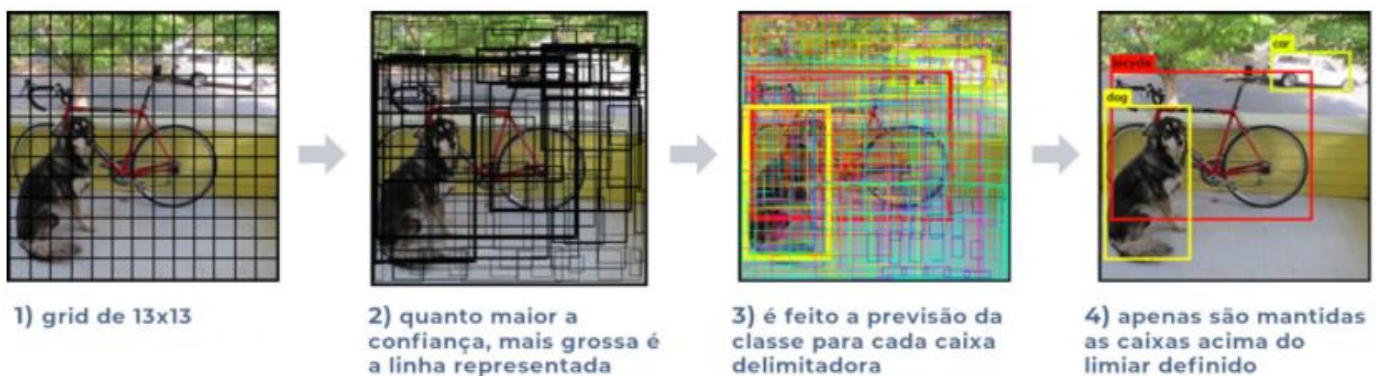 car
bicycle
dog
1) grid de 13x13
2) quanto maior a
confiança, mais grossa é
a linha representada
3) é feito a previsão da
classe para cada caixa
delimitadora
4) apenas são mantidas
as caixas acima do
limiar definido